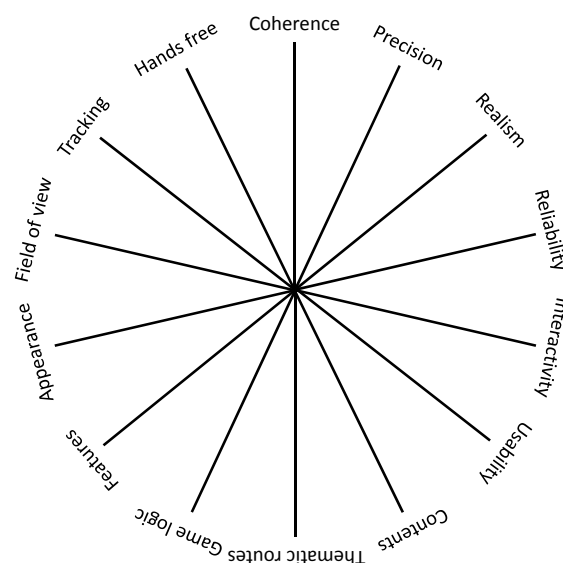 Coherence
Precision
Realism
Reliability
Interactivity
Usability
Contents
Thematic routes
Game logic
Features
Appearance
Field of view
Tracking
Hands free